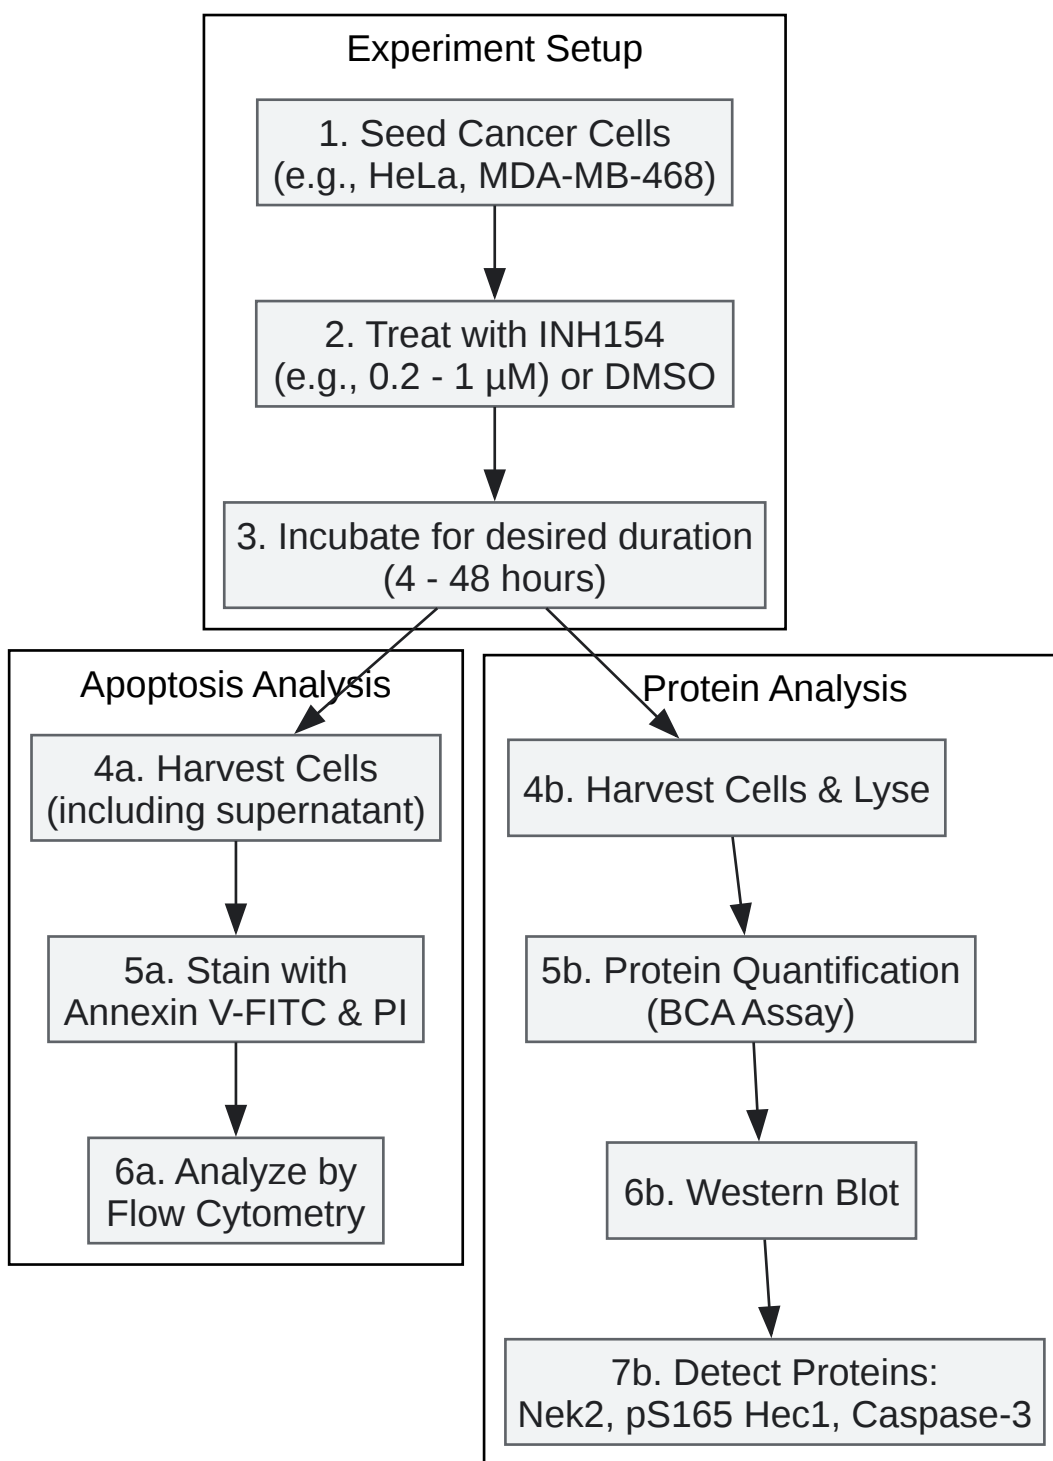 Experiment Setup
1. Seed Cancer Cells
(e.g., HeLa, MDA-MB-468)
2. Treat with INH154
(e.g., 0.2 - 1 µM) or DMSO
3. Incubate for desired duration
(4 - 48 hours)
Apoptosis Analysis
4a. Harvest Cells
(including supernatant)
5a. Stain with
Annexin V-FITC & PI
6a. Analyze by
Flow Cytometry
Protein Analysis
4b. Harvest Cells & Lyse
5b. Protein Quantification
(BCA Assay)
6b. Western Blot
7b. Detect Proteins:
Nek2, pS165 Hec1, Caspase-3